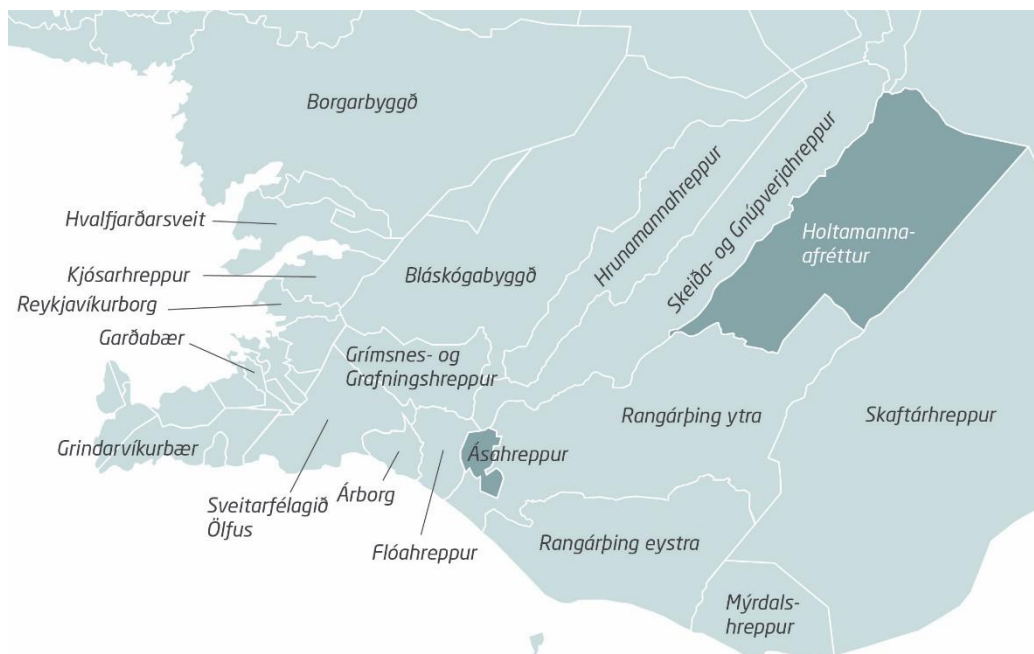 Borgarbyggð
Hvalfjarðarsveit
Kjósarhreppur
Reykjavíkurborg
Garðabær
Grindarvíkurbær
Bláskógabyggð
Hrunamannahreppur
Skeiða- og Gnúpverjahreppur
Holtamanna-
afréttur
Grímsnes- og
Grafningshreppur
Rangárþing ytra
Skaftárhreppur
Ásahreppur
Sveitarfélagið
Ölfus
Árborg
Flóahreppur
Rangárþing eystra
Mýrdals-
hreppur